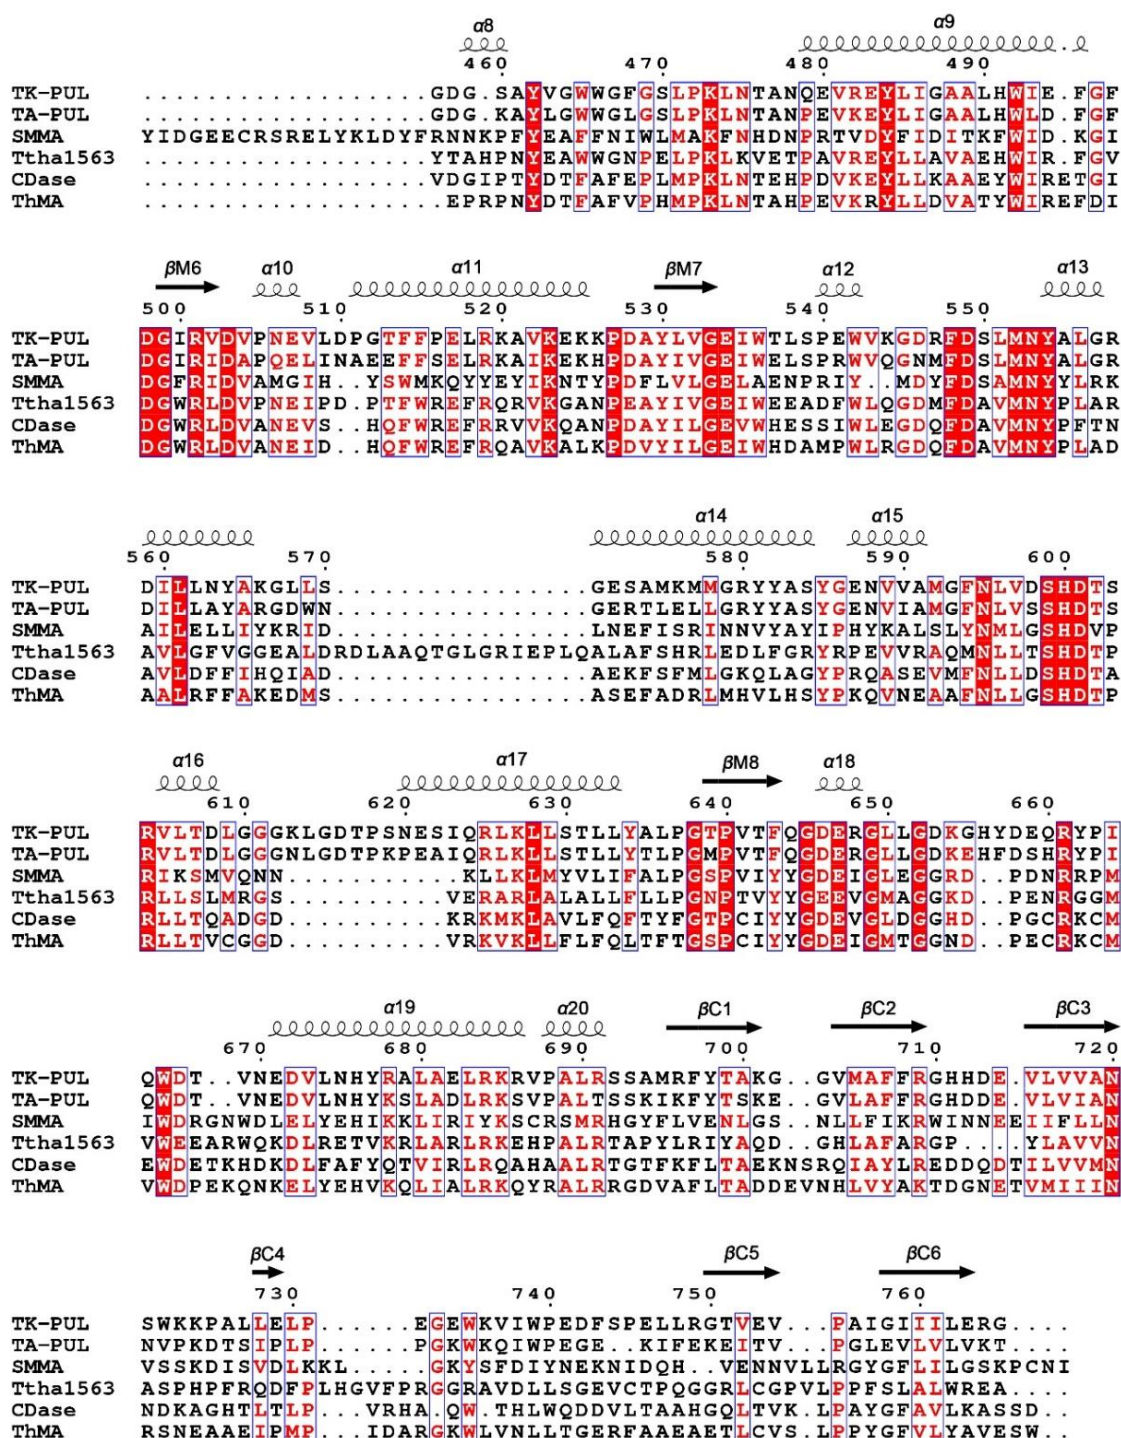 α8 α9
460 470 480 490
TK-PUL ..................GDG.SAYVGWWGFGSLPKLNTANQEVREYLIGAALHWIE.FGF
TA-PUL ..................GDG.KAYLGWWGLGSLPKLNTANPEVREYLIGAALHWLD.FGF
SMMA YIDGEECRSRELYKLDYFRNNKPFYEAFFNIWLMAKFNHDNPRTVDYFIDITKFWID.KGI
Ttha1563 ..................YTAHPNYEAWWGNPELPKLKVETPAVREYLLAVAEHWIR.FGV
CDase ..................VDGIPTYDTFAFEPLMPKLNTEHPDVKEYLLKAAEYWIRETGI
ThMA ...................EPRPNYDTFAFVPHMPKLNTAHPEVKRYLLDVATYWIREFDI
βM6 α10 α11 βM7 α12 α13
500 510 520 530 540 550
TK-PUL DGIRVDVPNEVLDPGTFFPELRKAVKEKKPDAYLVGEIWTLSPEWVKGDRFDSLMNYALGR
TA-PUL DGIRIDAPQELINAEEFFSELRKAIKEKHPDAYLVGEIWELSPRWVQGNMFDSLMNYALGR
SMMA DGFRIDVAMGIH..YSWMKQYYEYIKNTYPDFLVLGELAENPRIY..MDYFDSAMNYYLRK
Ttha1563 DGWRLDVPNEIPD.PTFWREFRQRVKGANPEAYIVGEIWEEADFWLQGDMFDAVMNYPLAR
CDase DGWRLDVANEVS..HQFWREFRRVVKQANPDAYILGEVWHESSIWLEGDQFDAVMNYPFTN
ThMA DGWRLDVANEID..HQFWREFRQAVKALKPDVYILGEIWHDAMPWLRGDQFDAVMNYPLAD
α14 α15
560 570 580 590 600
TK-PUL DILLNYAKGLLS................GESAMKMMGRYYASYGENVVAMGFNLVDSHDTS
TA-PUL DILLAYARGDWN................GERTLELLGRYYASYGENVIAMGFNLVSSHDTS
SMMA AILELLIYKRID................LNEFISRINNVYAYIPHYKALSLYNMLGSHDVP
Ttha1563 AVLGFVGGEALDRDLAAQTGLGRIEPLQALAFSHRLEDLFGRYRPEVVRAQMNLLTSHDTP
CDase AVLDFFIHQIAD................AEKFSFMLGKQLAGYPRQASEVMFNLLDSHDTA
ThMA AALRFFAKEDMS................ASEFADRLMHVLHSYPKQVNEAAFNLLGSHDTP
α16 α17 βM8 α18
610 620 630 640 650 660
TK-PUL RVLTDLGGGKLGDTPSNESIQRLKLLSTLLYALPGTPVTFQGDERGLLGDKGHYDEQRYPI
TA-PUL RVLTDLGGGNLGDTPKPEAIQRLKLLSTLLYTLPGMPVTFQGDERGLLGDKEHFDSHRYPI
SMMA RIKSMVQNN...........KLLKLMYVLIFALPGSPVIYYGDEIGLEGGRD..PDNRRPM
Ttha1563 RLLSLMRGS..........VERARLALALLFLLPGNPTVYYGEEVGMAGGKD..PENRGGM
CDase RLLTQADGD..........KRKMKLAVLFQFTYFGTPCIYYGDEVGLDGGHD..PGCRKCM
ThMA RLLTVCGGD..........VRKVKLLFLFQLTFTGSPCIYYGDEIGMTGGND..PECRKCM
α19 α20 βC1 βC2 βC3
670 680 690 700 710 720
TK-PUL QWDT..VNEDVLNHYRALAELRKRVPALRSSAMRFYTAKG..GVMAFFRGHHDE.VLVVAN
TA-PUL QWDT..VNEDVLNHYKSLADLRKSVPALTSSKIKFYTSKE..GVLAFFRGHDDE.VLVIAN
SMMA IWDRGNWDLELYEHIKKLIRIYKSCRSMRHGYFLVENLGS..NLLFIKRWINNEEIIFLLN
Ttha1563 VWEEARWQKDLRETVKRLARLRKEHPALRTAPYLRIYAQD..GHLAFARGP....YLAVVN
CDase EWDETKHDKDLFAFYQTVIRLRQAHAALRTGTFKFLTAEKNSRQIAYLREDDQDTILVVMN
ThMA VWDPEKQNKELYEHVKQLIALRKQYRALRRGDVAFLTADDEVNHLVYAKTDGNETVMIIIN
βC4 βC5 βC6
730 740 750 760
TK-PUL SWKKPALLELP......EGEWKVIWPEDFSPELLRGTVEV...PAIGIIILERG....
TA-PUL NVPKDTSIPLP......PGKWKQIWPEGE..KIFEKEITV...PGLEVLVLVKT....
SMMA VSSKDISVDLKKL.....GKYSFDIYNEKNIDQH..VENNVLLRGYGFLILGSKPCNI
Ttha1563 ASPHPFRQDFPLHGVFPRGGRAVDLLSGEVCTPQGGRLCGPVLPPFSLALWREA....
CDase NDKAGHTLTLP...VRHA.QW.THLWQDDVLTAAHGQLTVK.LPAYGFAVLKASSD..
ThMA RSNEAAEIPMP...IDARGKWLVNLLTGERFAAEAETLCVS.LPPYGFVLYAVESW..